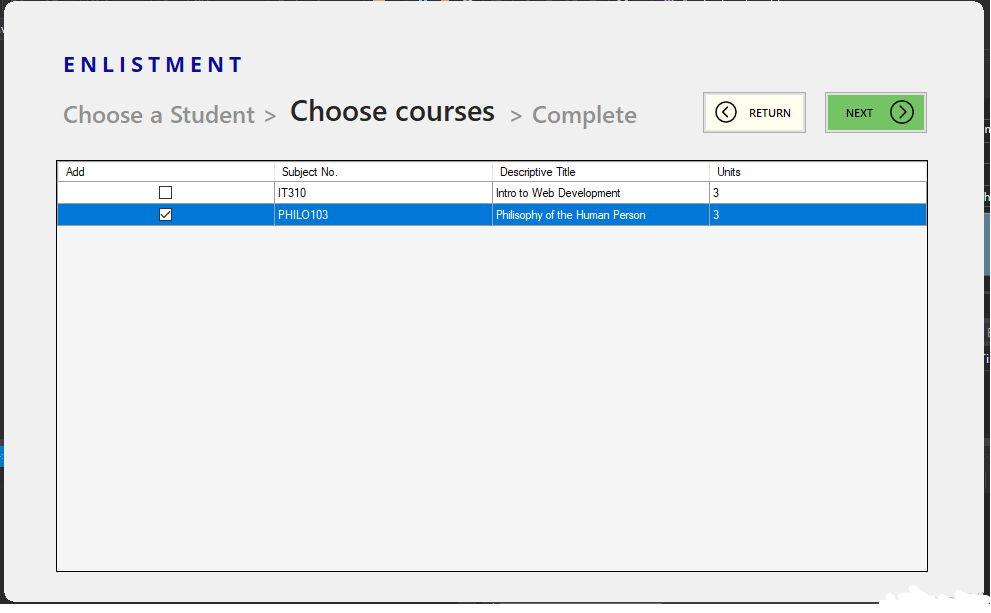 ENLISTMENT
Choose a Student > Choose courses > Complete
RETURN
NEXT
Add Subject No. Descriptive Title Units
IT310 Intro to Web Development 3
PHILO103 Philisophy of the Human Person 3